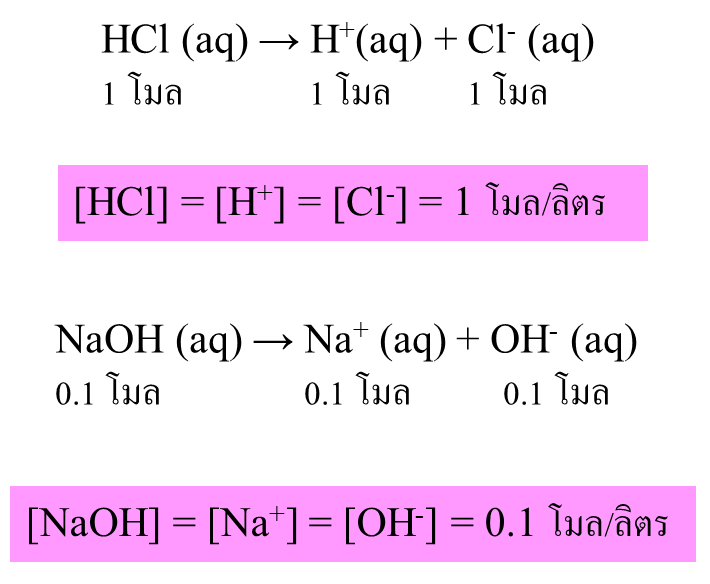 HCl (aq) → H⁺(aq) + Cl⁻ (aq)
1 โมล 1 โมล 1 โมล
[HCl] = [H⁺] = [Cl⁻] = 1 โมล/ลิตร
NaOH (aq) → Na⁺ (aq) + OH⁻ (aq)
0.1 โมล 0.1 โมล 0.1 โมล
[NaOH] = [Na⁺] = [OH⁻] = 0.1 โมล/ลิตร